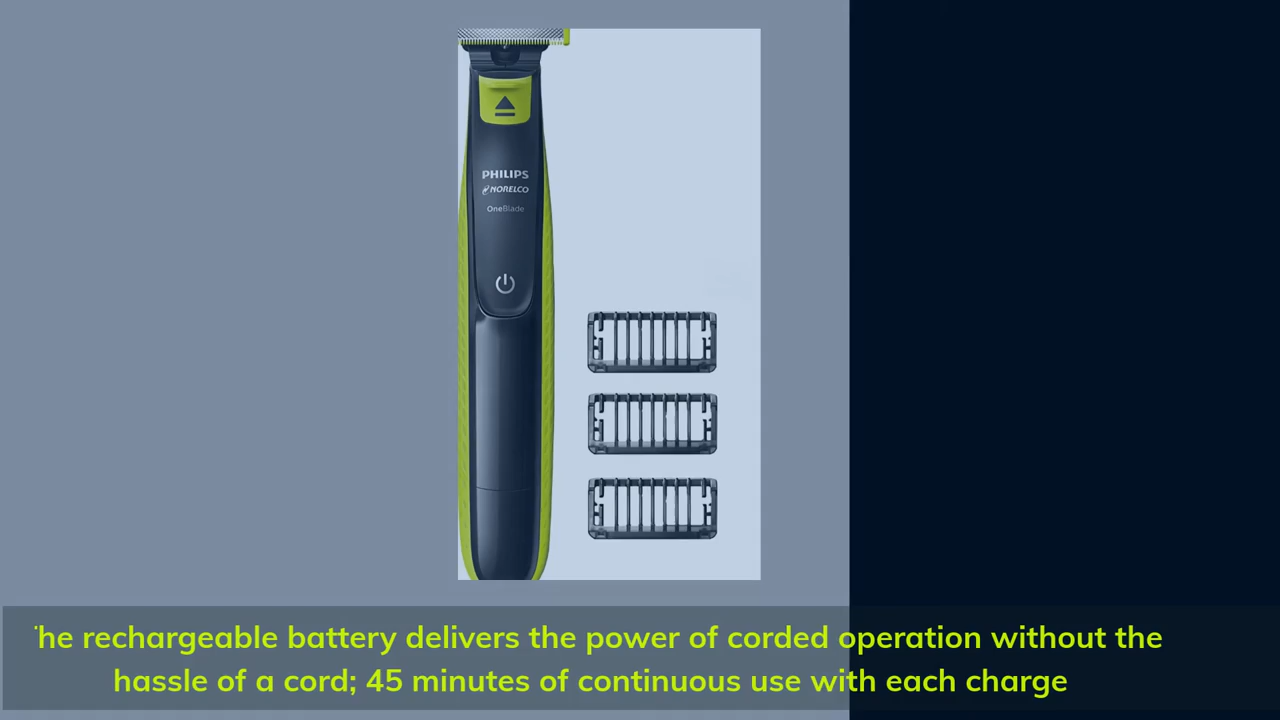 PHILIPS
NORELCO
OneBlade
he rechargeable battery delivers the power of corded operation without the
hassle of a cord; 45 minutes of continuous use with each charge